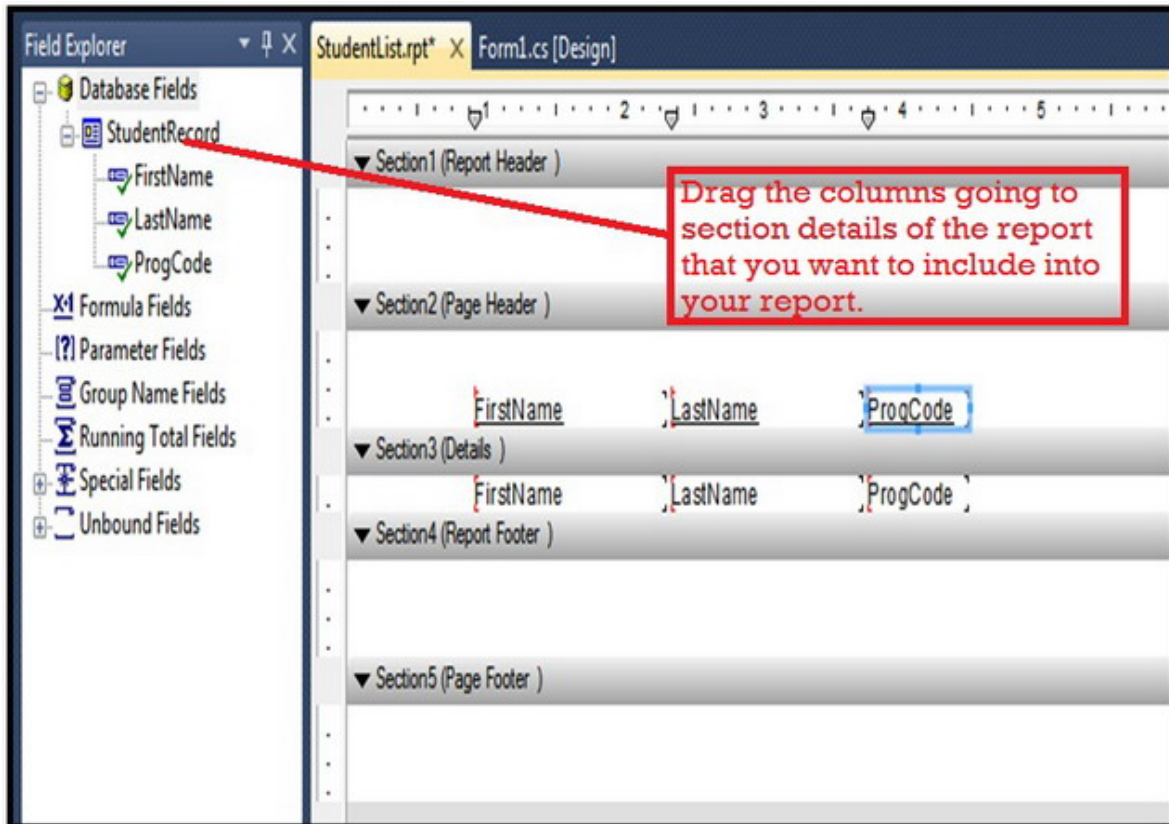 Field Explorer
Database Fields
StudentRecord
FirstName
LastName
ProgCode
Formula Fields
Parameter Fields
Group Name Fields
Running Total Fields
Special Fields
Unbound Fields
StudentList.rpt* X Form1.cs [Design]
1 2 3 4 5
Section1 (Report Header )
Drag the columns going to
section details of the report
that you want to include into
your report.
Section2 (Page Header )
FirstName LastName ProgCode
Section3 (Details )
FirstName LastName ProgCode
Section4 (Report Footer )
Section5 (Page Footer )